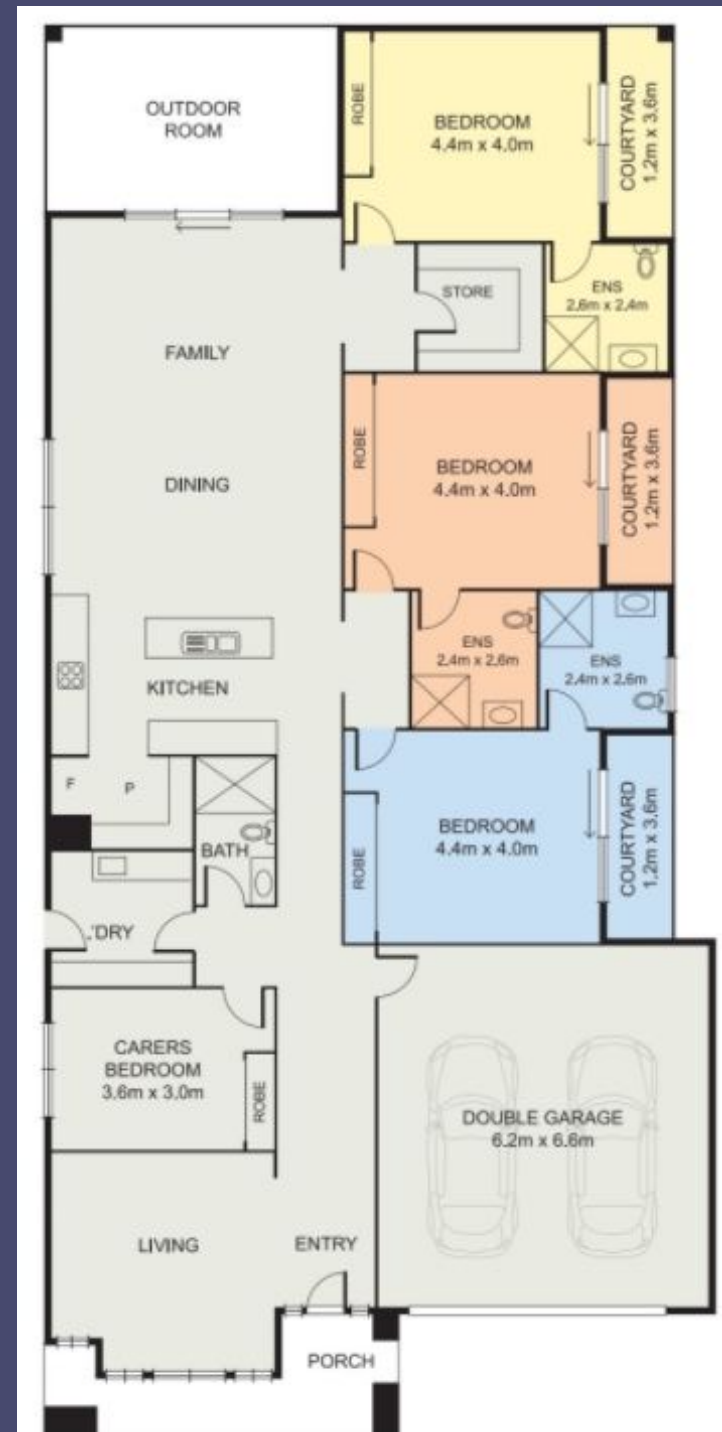 OUTDOOR
ROOM
ROBE
BEDROOM
4.4m x 4.0m
COURTYARD
1.2m x 3.6m
STORE
ENS
2.6m x 2.4m
FAMILY
ROBE
BEDROOM
4.4m x 4.0m
COURTYARD
1.2m x 3.6m
DINING
ENS
2.4m x 2.6m
ENS
2.4m x 2.6m
KITCHEN
F
P
BATH
ROBE
BEDROOM
4.4m x 4.0m
COURTYARD
1.2m x 3.6m
L'DRY
CARERS
BEDROOM
3.6m x 3.0m
ROBE
DOUBLE GARAGE
6.2m x 6.6m
LIVING
ENTRY
PORCH